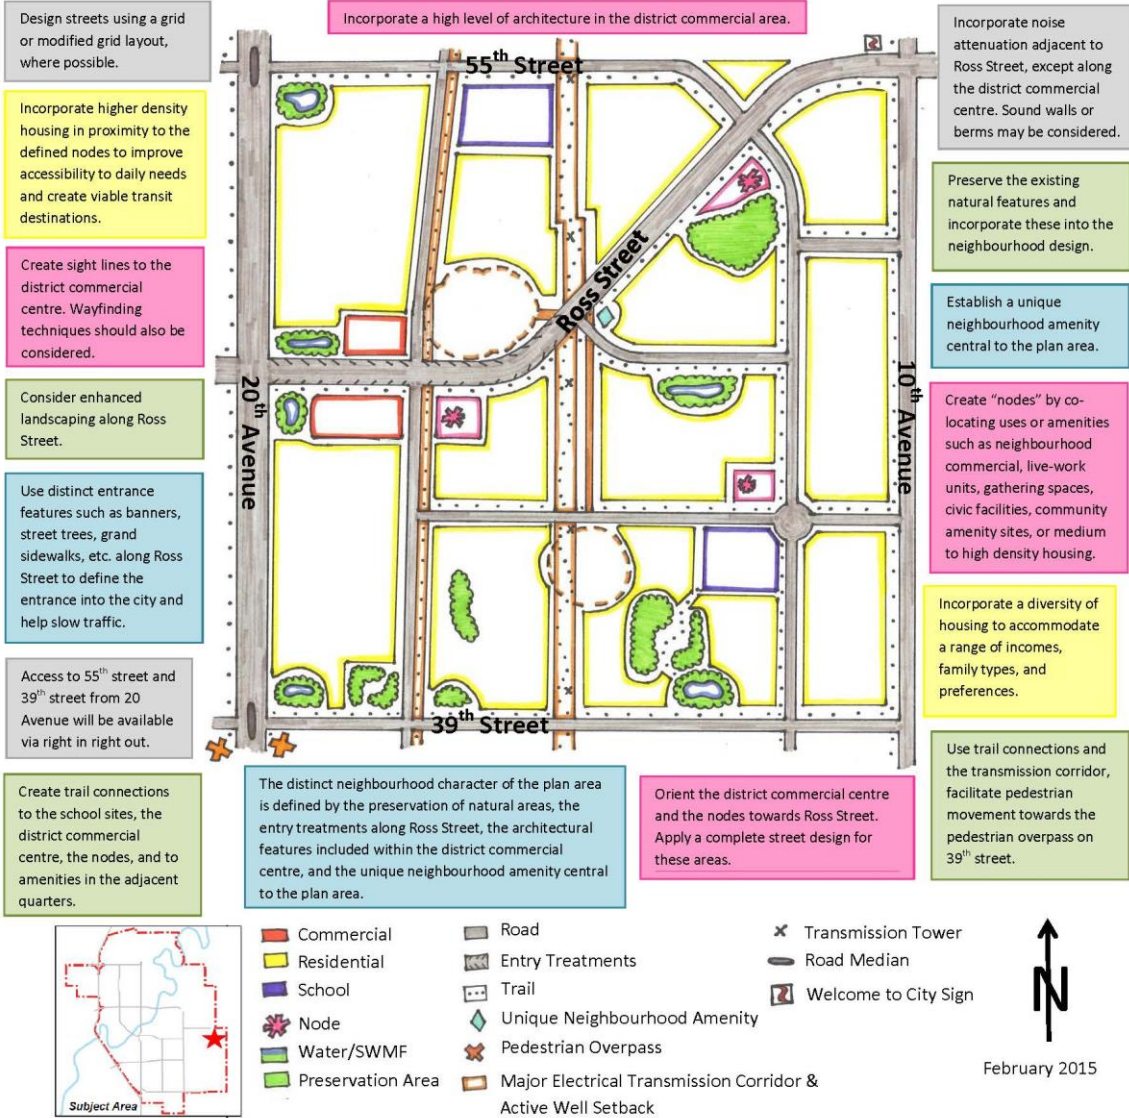 Design streets using a grid
or modified grid layout,
where possible.
Incorporate a high level of architecture in the district commercial area.
Incorporate noise
attenuation adjacent to
Ross Street, except along
the district commercial
centre. Sound walls or
berms may be considered.
Incorporate higher density
housing in proximity to the
defined nodes to improve
accessibility to daily needs
and create viable transit
destinations.
Preserve the existing
natural features and
incorporate these into the
neighbourhood design.
Create sight lines to the
district commercial
centre. Wayfinding
techniques should also be
considered.
Establish a unique
neighbourhood amenity
central to the plan area.
Consider enhanced
landscaping along Ross
Street.
Create “nodes” by co-
locating uses or amenities
such as neighbourhood
commercial, live-work
units, gathering spaces,
civic facilities, community
amenity sites, or medium
to high density housing.
Use distinct entrance
features such as banners,
street trees, grand
sidewalks, etc. along Ross
Street to define the
entrance into the city and
help slow traffic.
Incorporate a diversity of
housing to accommodate
a range of incomes,
family types, and
preferences.
Access to 55th street and
39th street from 20
Avenue will be available
via right in right out.
Create trail connections
to the school sites, the
district commercial
centre, the nodes, and to
amenities in the adjacent
quarters.
The distinct neighbourhood character of the plan area
is defined by the preservation of natural areas, the
entry treatments along Ross Street, the architectural
features included within the district commercial
centre, and the unique neighbourhood amenity central
to the plan area.
Orient the district commercial centre
and the nodes towards Ross Street.
Apply a complete street design for
these areas.
Use trail connections and
the transmission corridor,
facilitate pedestrian
movement towards the
pedestrian overpass on
39th street.
55th Street
Ross Street
20th Avenue
10th Avenue
39th Street
Subject Area
Commercial
Residential
School
Node
Water/SWMF
Preservation Area
Road
Entry Treatments
Trail
Unique Neighbourhood Amenity
Pedestrian Overpass
Major Electrical Transmission Corridor &
Active Well Setback
Transmission Tower
Road Median
Welcome to City Sign
N
February 2015